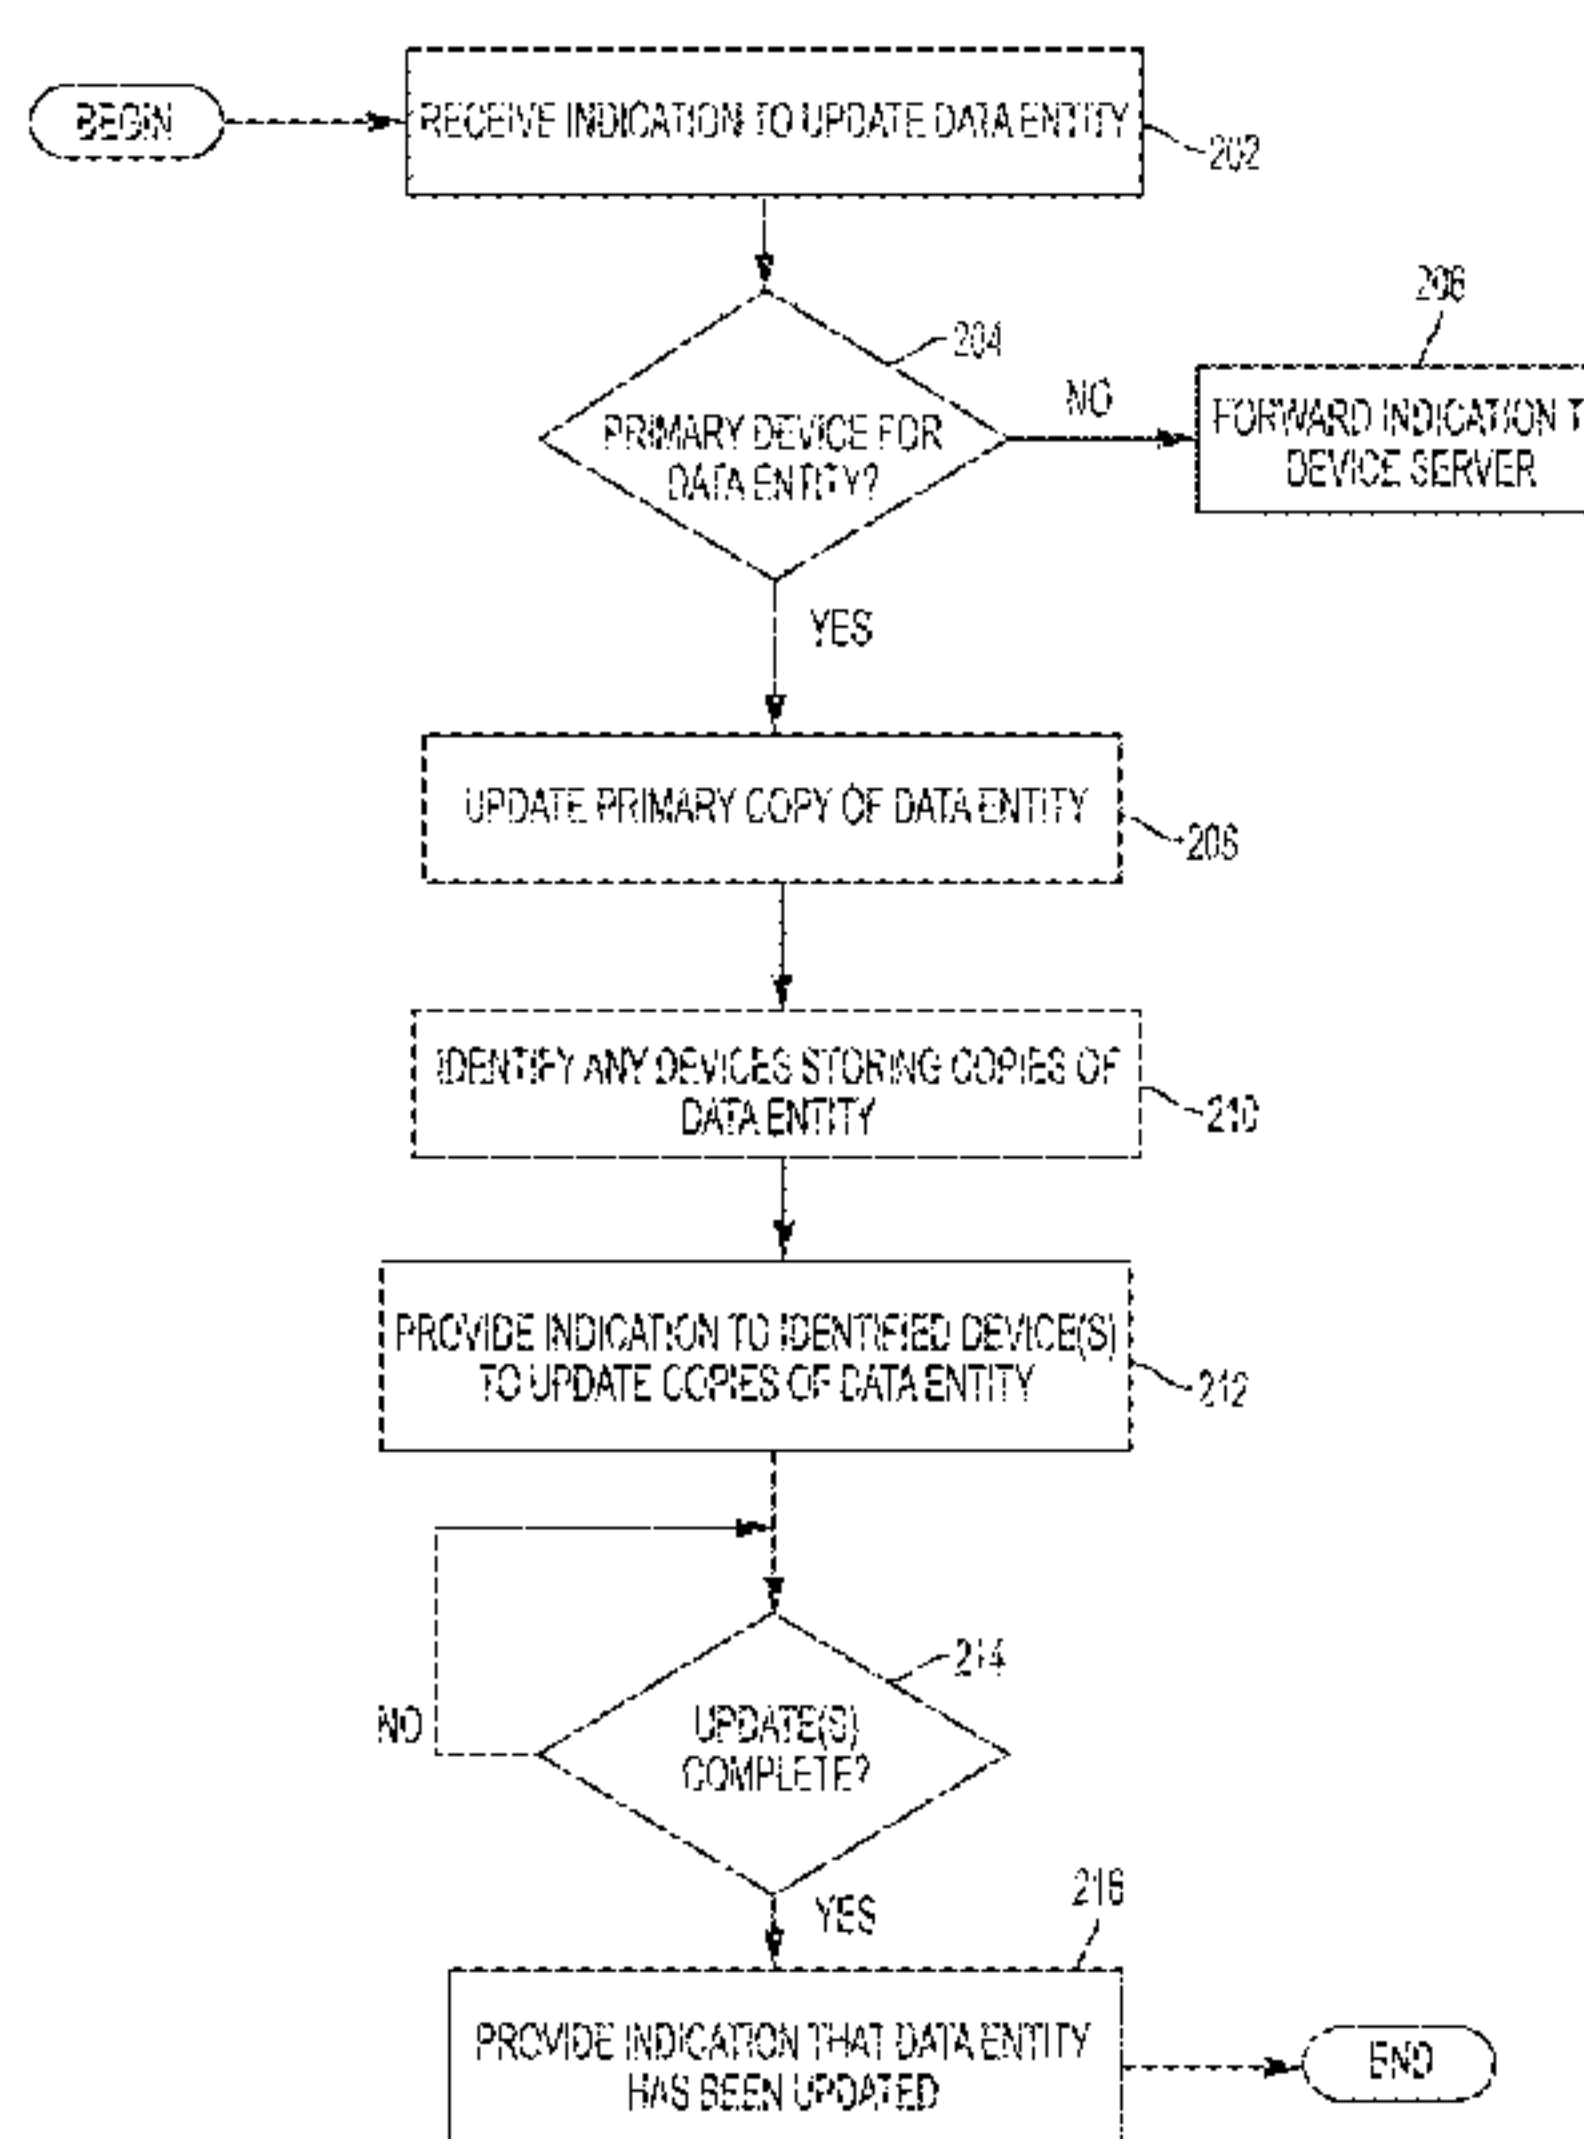 BEGIN
RECEIVE INDICATION TO UPDATE DATA ENTITY
202
204
PRIMARY DEVICE FOR
DATA ENTITY?
NO
206
FORWARD INDICATION T
DEVICE SERVER
YES
UPDATE PRIMARY COPY OF DATA ENTITY
208
IDENTIFY ANY DEVICES STORING COPIES OF
DATA ENTITY
210
PROVIDE INDICATION TO IDENTIFIED DEVICE(S)
TO UPDATE COPIES OF DATA ENTITY
212
214
UPDATE(S)
COMPLETE?
NO
YES
216
PROVIDE INDICATION THAT DATA ENTITY
HAS BEEN UPDATED
END